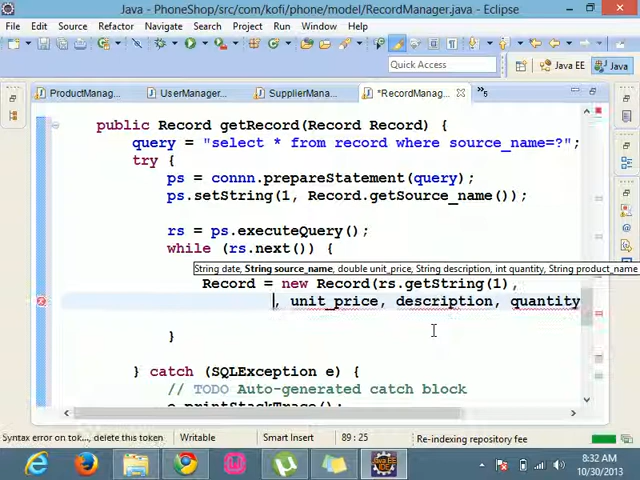 Java - PhoneShop/src/com/kofi/phone/model/RecordManager.java - Eclipse
File Edit Source Refactor Navigate Search Project Run Window Help
Quick Access
Java EE
Java
ProductManag...
UserManager...
SupplierMana...
*RecordManag...
»5
public Record getRecord(Record Record) {
query = "select * from record where source_name=?";
try {
ps = connn.prepareStatement(query);
ps.setString(1, Record.getSource_name());
rs = ps.executeQuery();
while (rs.next()) {
String date, String source_name, double unit_price, String description, int quantity, String product_name
Record = new Record(rs.getString(1),
, unit_price, description, quantity
}
} catch (SQLException e) {
// TODO Auto-generated catch block
e.printStackTrace();
Syntax error on tok..., delete this token
Writable
Smart Insert
89 : 25
Re-indexing repository fee
8:32 AM
10/30/2013